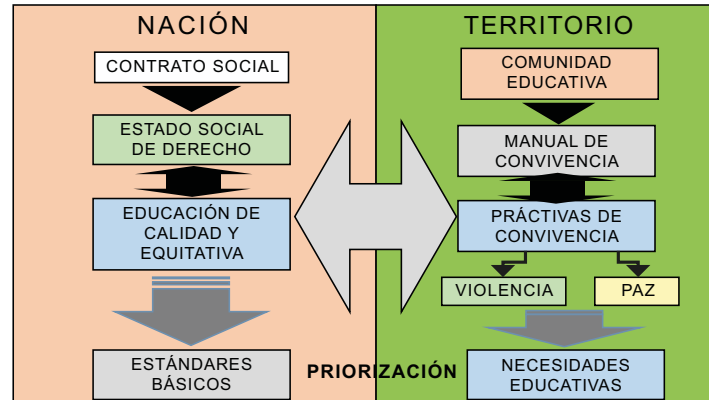 NACIÓN
CONTRATO SOCIAL
ESTADO SOCIAL
DE DERECHO
EDUCACIÓN DE
CALIDAD Y
EQUITATIVA
ESTÁNDARES
BÁSICOS
PRIORIZACIÓN
TERRITORIO
COMUNIDAD
EDUCATIVA
MANUAL DE
CONVIVENCIA
PRÁCTIVAS DE
CONVIVENCIA
VIOLENCIA
PAZ
NECESIDADES
EDUCATIVAS